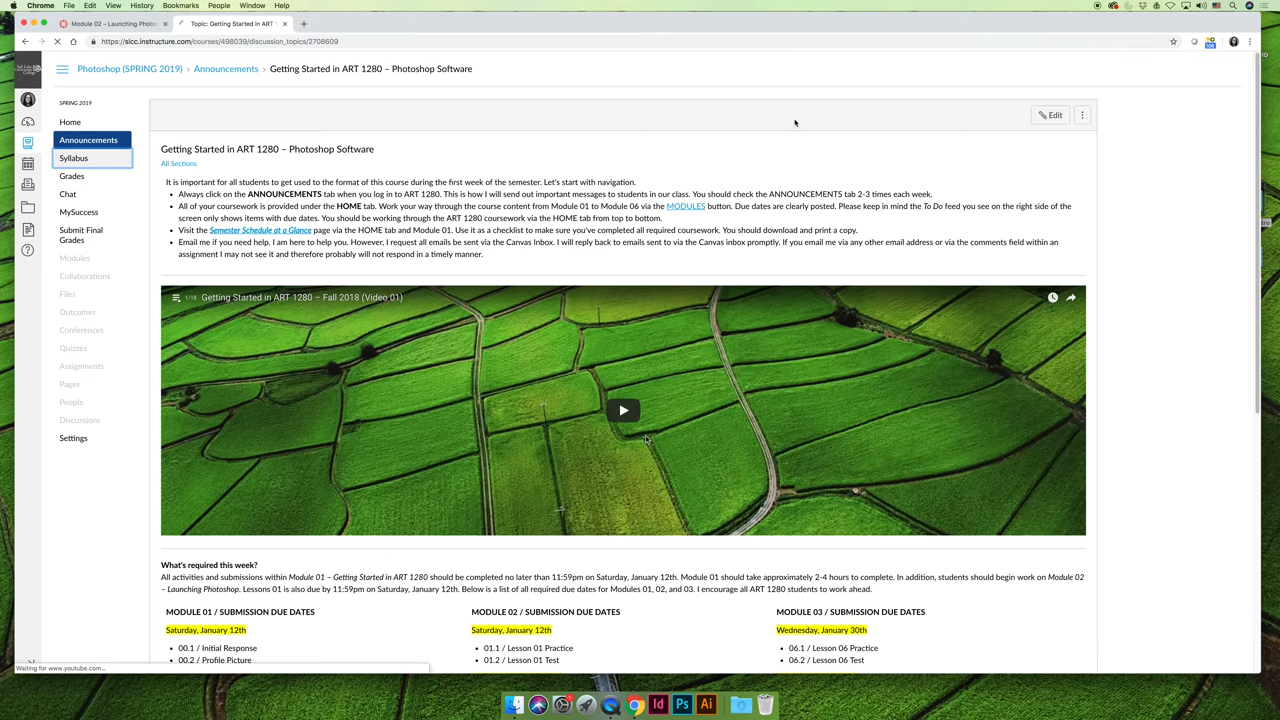 Chrome File Edit View History Bookmarks People Window Help
Module 02 – Launching Photos
Topic: Getting Started in ART 1
https://slcc.instructure.com/courses/498039/discussion_topics/2708609
Photoshop (SPRING 2019) › Announcements › Getting Started in ART 1280 – Photoshop Software
SPRING 2019
Home
Announcements
Syllabus
Grades
Chat
MySuccess
Submit Final
Grades
Modules
Collaborations
Files
Outcomes
Conferences
Quizzes
Assignments
Pages
People
Discussions
Settings
Edit
Getting Started in ART 1280 – Photoshop Software
All Sections
It is important for all students to get used to the format of this course during the first week of the semester. Let's start with navigation.
• Always click on the ANNOUNCEMENTS tab when you log in to ART 1280. This is how I will send out important messages to students in our class. You should check the ANNOUNCEMENTS tab 2-3 times each week.
• All of your coursework is provided under the HOME tab. Work your way through the course content from Module 01 to Module 06 via the MODULES button. Due dates are clearly posted. Please keep in mind the To Do feed you see on the right side of the
screen only shows items with due dates. You should be working through the ART 1280 coursework via the HOME tab from top to bottom.
• Visit the Semester Schedule at a Glance page via the HOME tab and Module 01. Use it as a checklist to make sure you've completed all required coursework. You should download and print a copy.
• Email me if you need help. I am here to help you. However, I request all emails be sent via the Canvas Inbox. I will reply back to emails sent to via the Canvas inbox promptly. If you email me via any other email address or via the comments field within an
assignment I may not see it and therefore probably will not respond in a timely manner.
1/18 Getting Started in ART 1280 – Fall 2018 (Video 01)
What's required this week?
All activities and submissions within Module 01 – Getting Started in ART 1280 should be completed no later than 11:59pm on Saturday, January 12th. Module 01 should take approximately 2-4 hours to complete. In addition, students should begin work on Module 02
– Launching Photoshop. Lessons 01 is also due by 11:59pm on Saturday, January 12th. Below is a list of all required due dates for Modules 01, 02, and 03. I encourage all ART 1280 students to work ahead.
MODULE 01 / SUBMISSION DUE DATES
Saturday, January 12th
• 00.1 / Initial Response
• 00.2 / Profile Picture
MODULE 02 / SUBMISSION DUE DATES
Saturday, January 12th
• 01.1 / Lesson 01 Practice
• 01.2 / Lesson 01 Test
MODULE 03 / SUBMISSION DUE DATES
Wednesday, January 30th
• 06.1 / Lesson 06 Practice
• 06.2 / Lesson 06 Test
Waiting for www.youtube.com...
Id Ps Ai